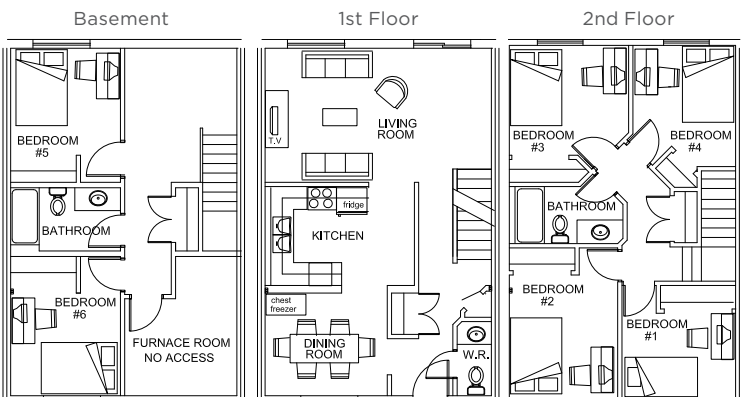 Basement
BEDROOM
#5
BATHROOM
BEDROOM
#6
FURNACE ROOM
NO ACCESS
1st Floor
T.V
LIVING
ROOM
fridge
KITCHEN
chest
freezer
DINING
ROOM
W.R.
2nd Floor
BEDROOM
#3
BEDROOM
#4
BATHROOM
BEDROOM
#2
BEDROOM
#1